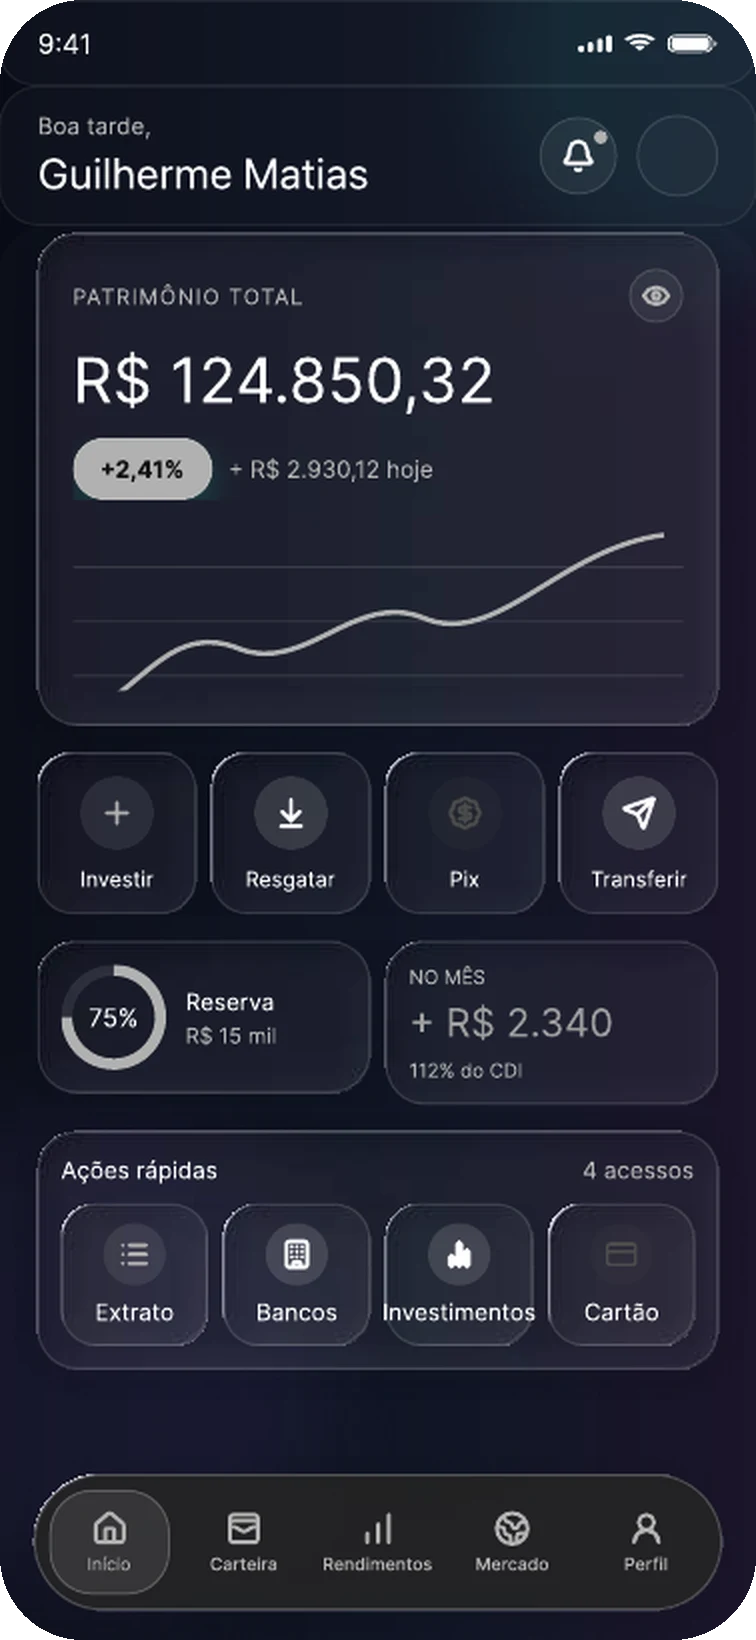 9:41
Boa tarde,
Guilherme Matias
PATRIMÔNIO TOTAL
R$ 124.850,32
+2,41% + R$ 2.930,12 hoje
Investir Resgatar Pix Transferir
75%
Reserva
R$ 15 mil
NO MÊS
+ R$ 2.340
112% do CDI
Ações rápidas 4 acessos
Extrato Bancos Investimentos Cartão
Início Carteira Rendimentos Mercado Perfil